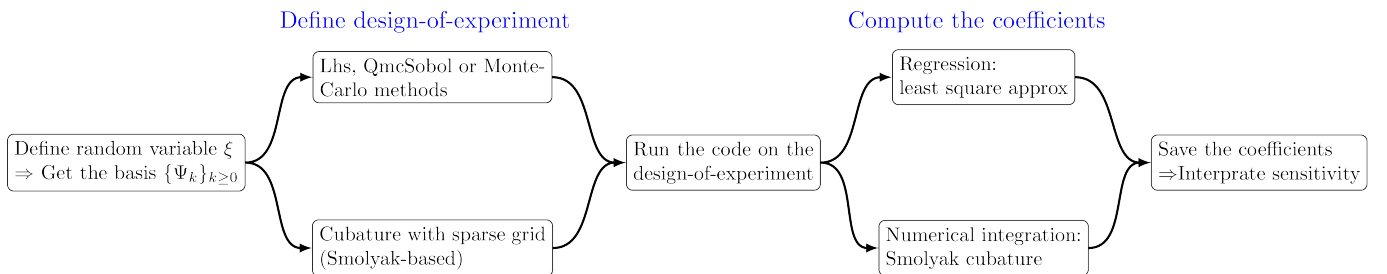 Define design-of-experiment
Compute the coefficients
Lhs, QmcSobol or Monte-
Carlo methods
Regression:
least square approx
Define random variable ξ
⇒ Get the basis {Ψₖ}ₖ≥₀
Run the code on the
design-of-experiment
Save the coefficients
⇒Interprate sensitivity
Cubature with sparse grid
(Smolyak-based)
Numerical integration:
Smolyak cubature